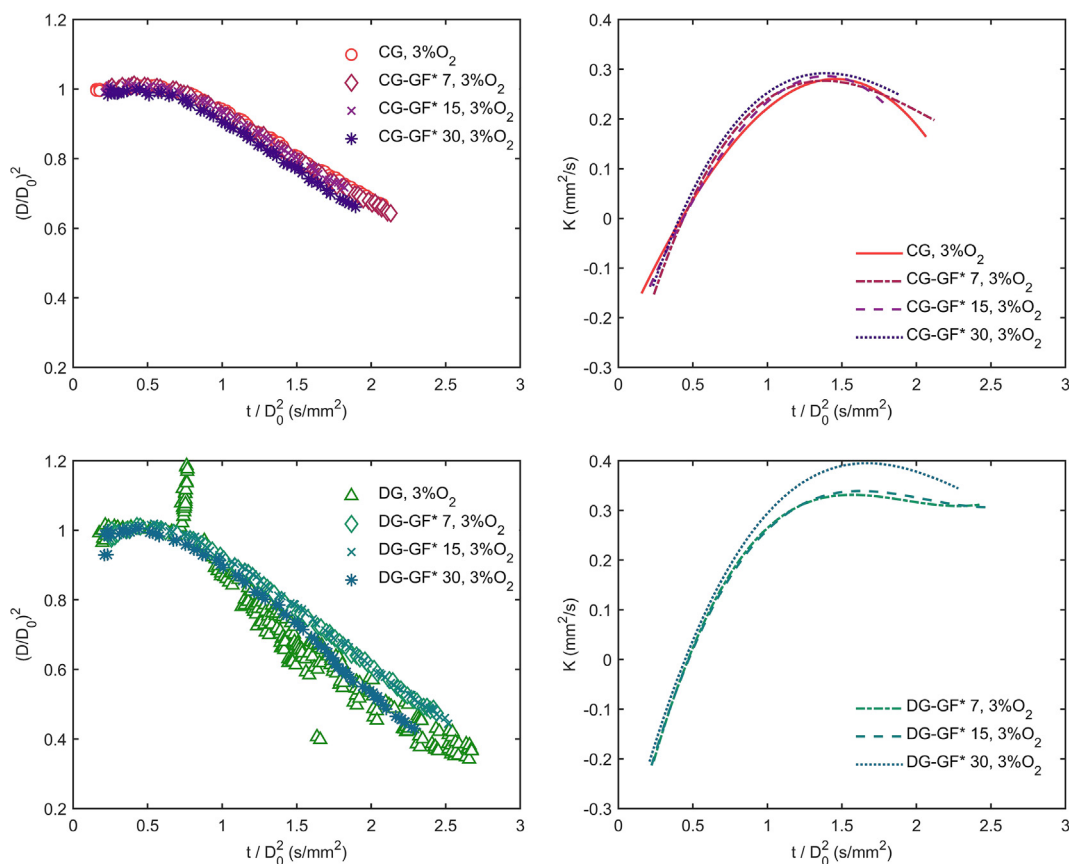 1.2
1
0.8
0.6
0.4
0.2
(D/D₀)²
CG, 3%O₂
CG-GF* 7, 3%O₂
CG-GF* 15, 3%O₂
CG-GF* 30, 3%O₂
0 0.5 1 1.5 2 2.5 3
t / D₀² (s/mm²)
0.4
0.3
0.2
0.1
0
-0.1
-0.2
-0.3
K (mm²/s)
CG, 3%O₂
CG-GF* 7, 3%O₂
CG-GF* 15, 3%O₂
CG-GF* 30, 3%O₂
0 0.5 1 1.5 2 2.5 3
t / D₀² (s/mm²)
1.2
1
0.8
0.6
0.4
0.2
(D/D₀)²
DG, 3%O₂
DG-GF* 7, 3%O₂
DG-GF* 15, 3%O₂
DG-GF* 30, 3%O₂
0 0.5 1 1.5 2 2.5 3
t / D₀² (s/mm²)
0.4
0.3
0.2
0.1
0
-0.1
-0.2
-0.3
K (mm²/s)
DG-GF* 7, 3%O₂
DG-GF* 15, 3%O₂
DG-GF* 30, 3%O₂
0 0.5 1 1.5 2 2.5 3
t / D₀² (s/mm²)